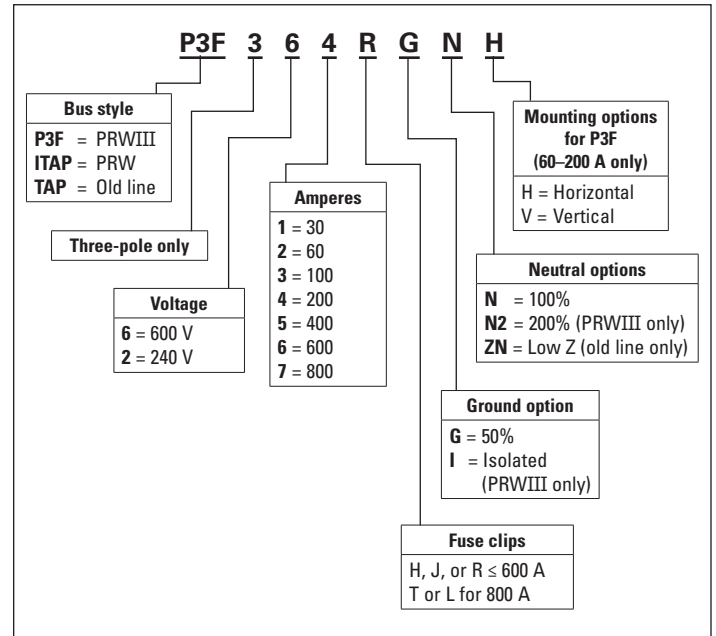 P3F 3 6 4 R G N H
Bus style
P3F = PRWIII
ITAP = PRW
TAP = Old line
Three-pole only
Voltage
6 = 600 V
2 = 240 V
Amperes
1 = 30
2 = 60
3 = 100
4 = 200
5 = 400
6 = 600
7 = 800
Mounting options
for P3F
(60–200 A only)
H = Horizontal
V = Vertical
Neutral options
N = 100%
N2 = 200% (PRWIII only)
ZN = Low Z (old line only)
Ground option
G = 50%
I = Isolated
(PRWIII only)
Fuse clips
H, J, or R ≤ 600 A
T or L for 800 A